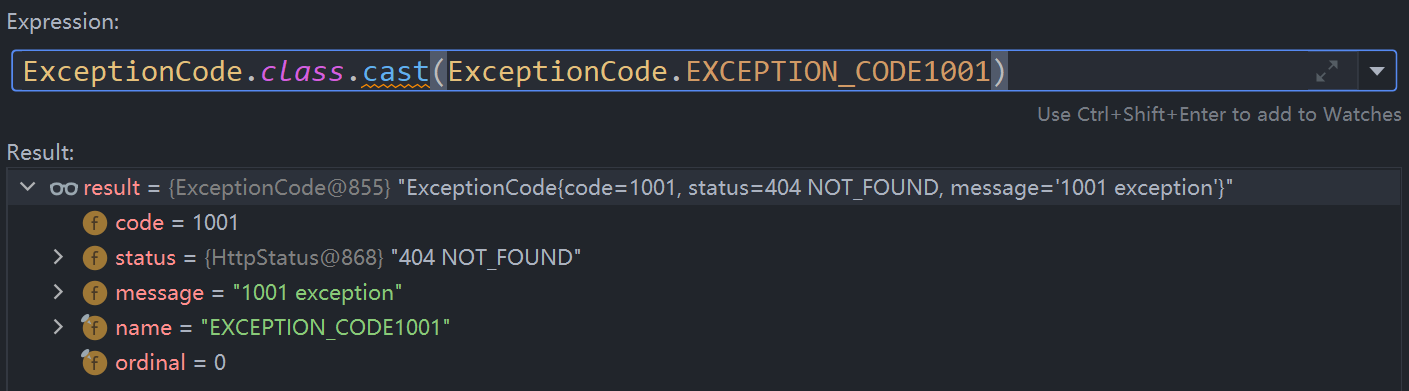 Expression:
ExceptionCode.class.cast(ExceptionCode.EXCEPTION_CODE1001)
Use Ctrl+Shift+Enter to add to Watches
Result:
result = {ExceptionCode@855} "ExceptionCode{code=1001, status=404 NOT_FOUND, message='1001 exception'}"
f code = 1001
f status = {HttpStatus@868} "404 NOT_FOUND"
f message = "1001 exception"
f name = "EXCEPTION_CODE1001"
f ordinal = 0